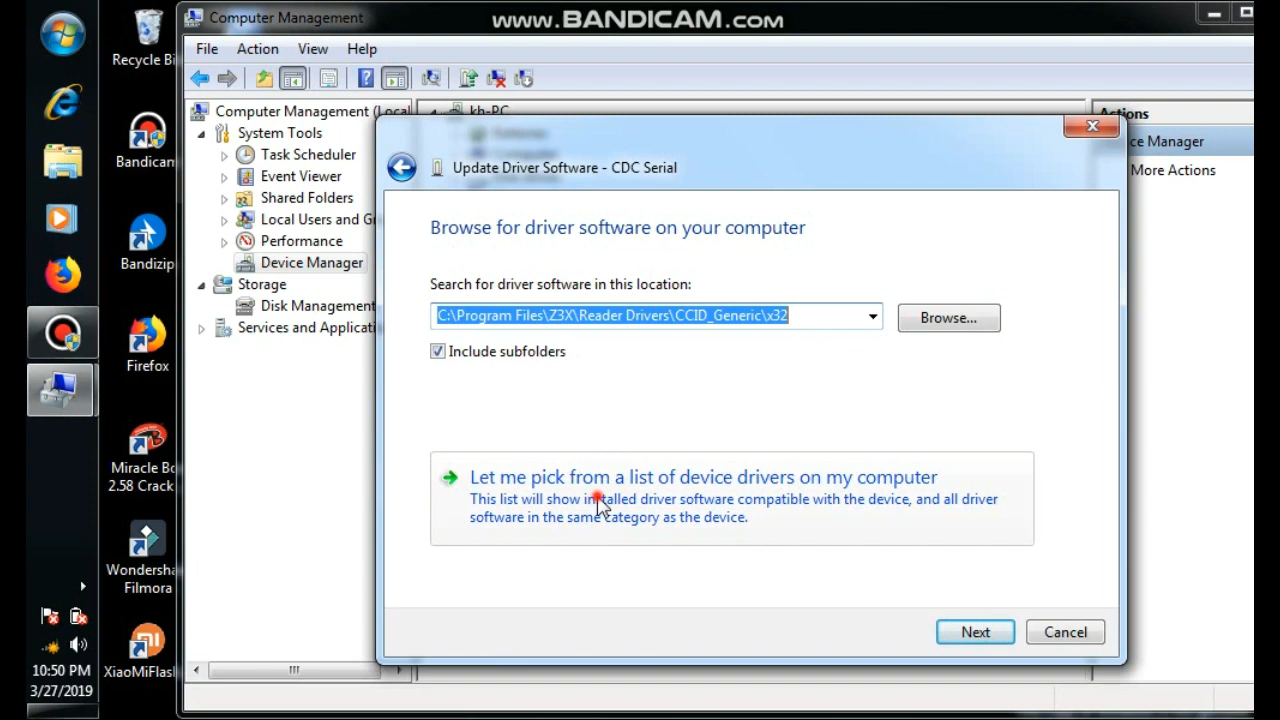 www.BANDICAM.com
Computer Management
File Action View Help
Recycle Bi
Bandicam
Bandizip
Firefox
Miracle Bo
2.58 Crack
Wondersha
Filmora
XiaoMiFlash
10:50 PM
3/27/2019
Computer Management (Local
System Tools
Task Scheduler
Event Viewer
Shared Folders
Local Users and Gr
Performance
Device Manager
Storage
Disk Management
Services and Applicati
kh-PC
Actions
ce Manager
More Actions
Update Driver Software - CDC Serial
Browse for driver software on your computer
Search for driver software in this location:
C:\Program Files\Z3X\Reader Drivers\CCID_Generic\x32
Browse...
Include subfolders
Let me pick from a list of device drivers on my computer
This list will show installed driver software compatible with the device, and all driver
software in the same category as the device.
Next
Cancel